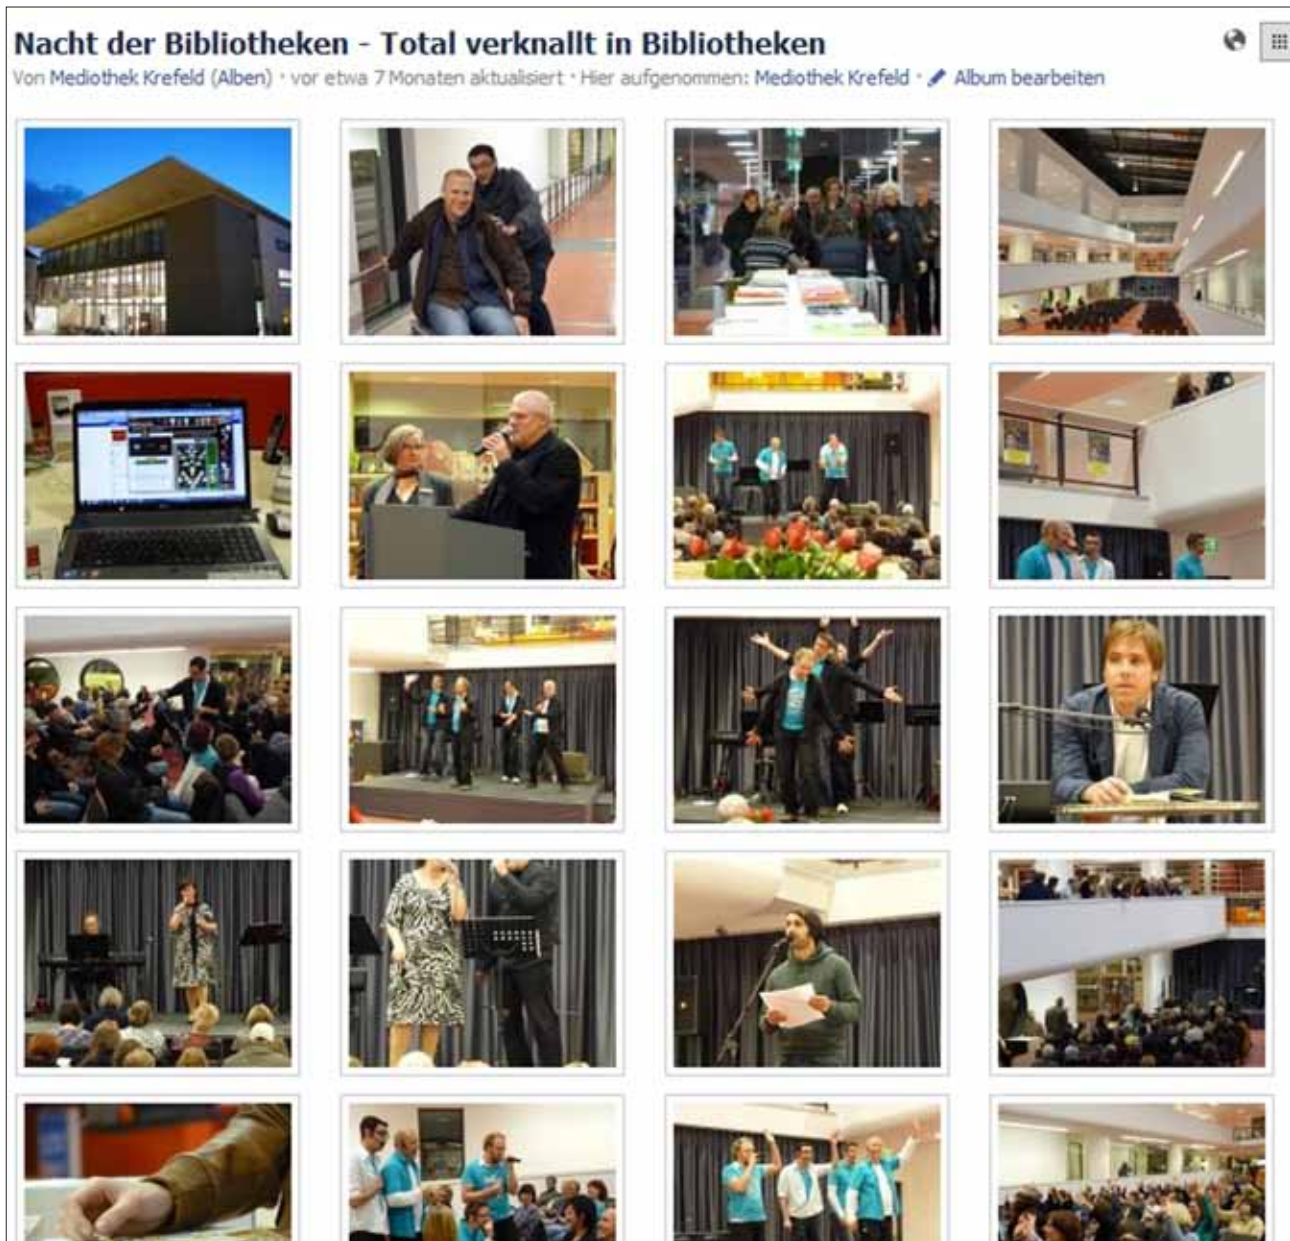 Nacht der Bibliotheken - Total verknallt in Bibliotheken
Von Mediothek Krefeld (Alben) · vor etwa 7 Monaten aktualisiert · Hier aufgenommen: Mediothek Krefeld · Album bearbeiten